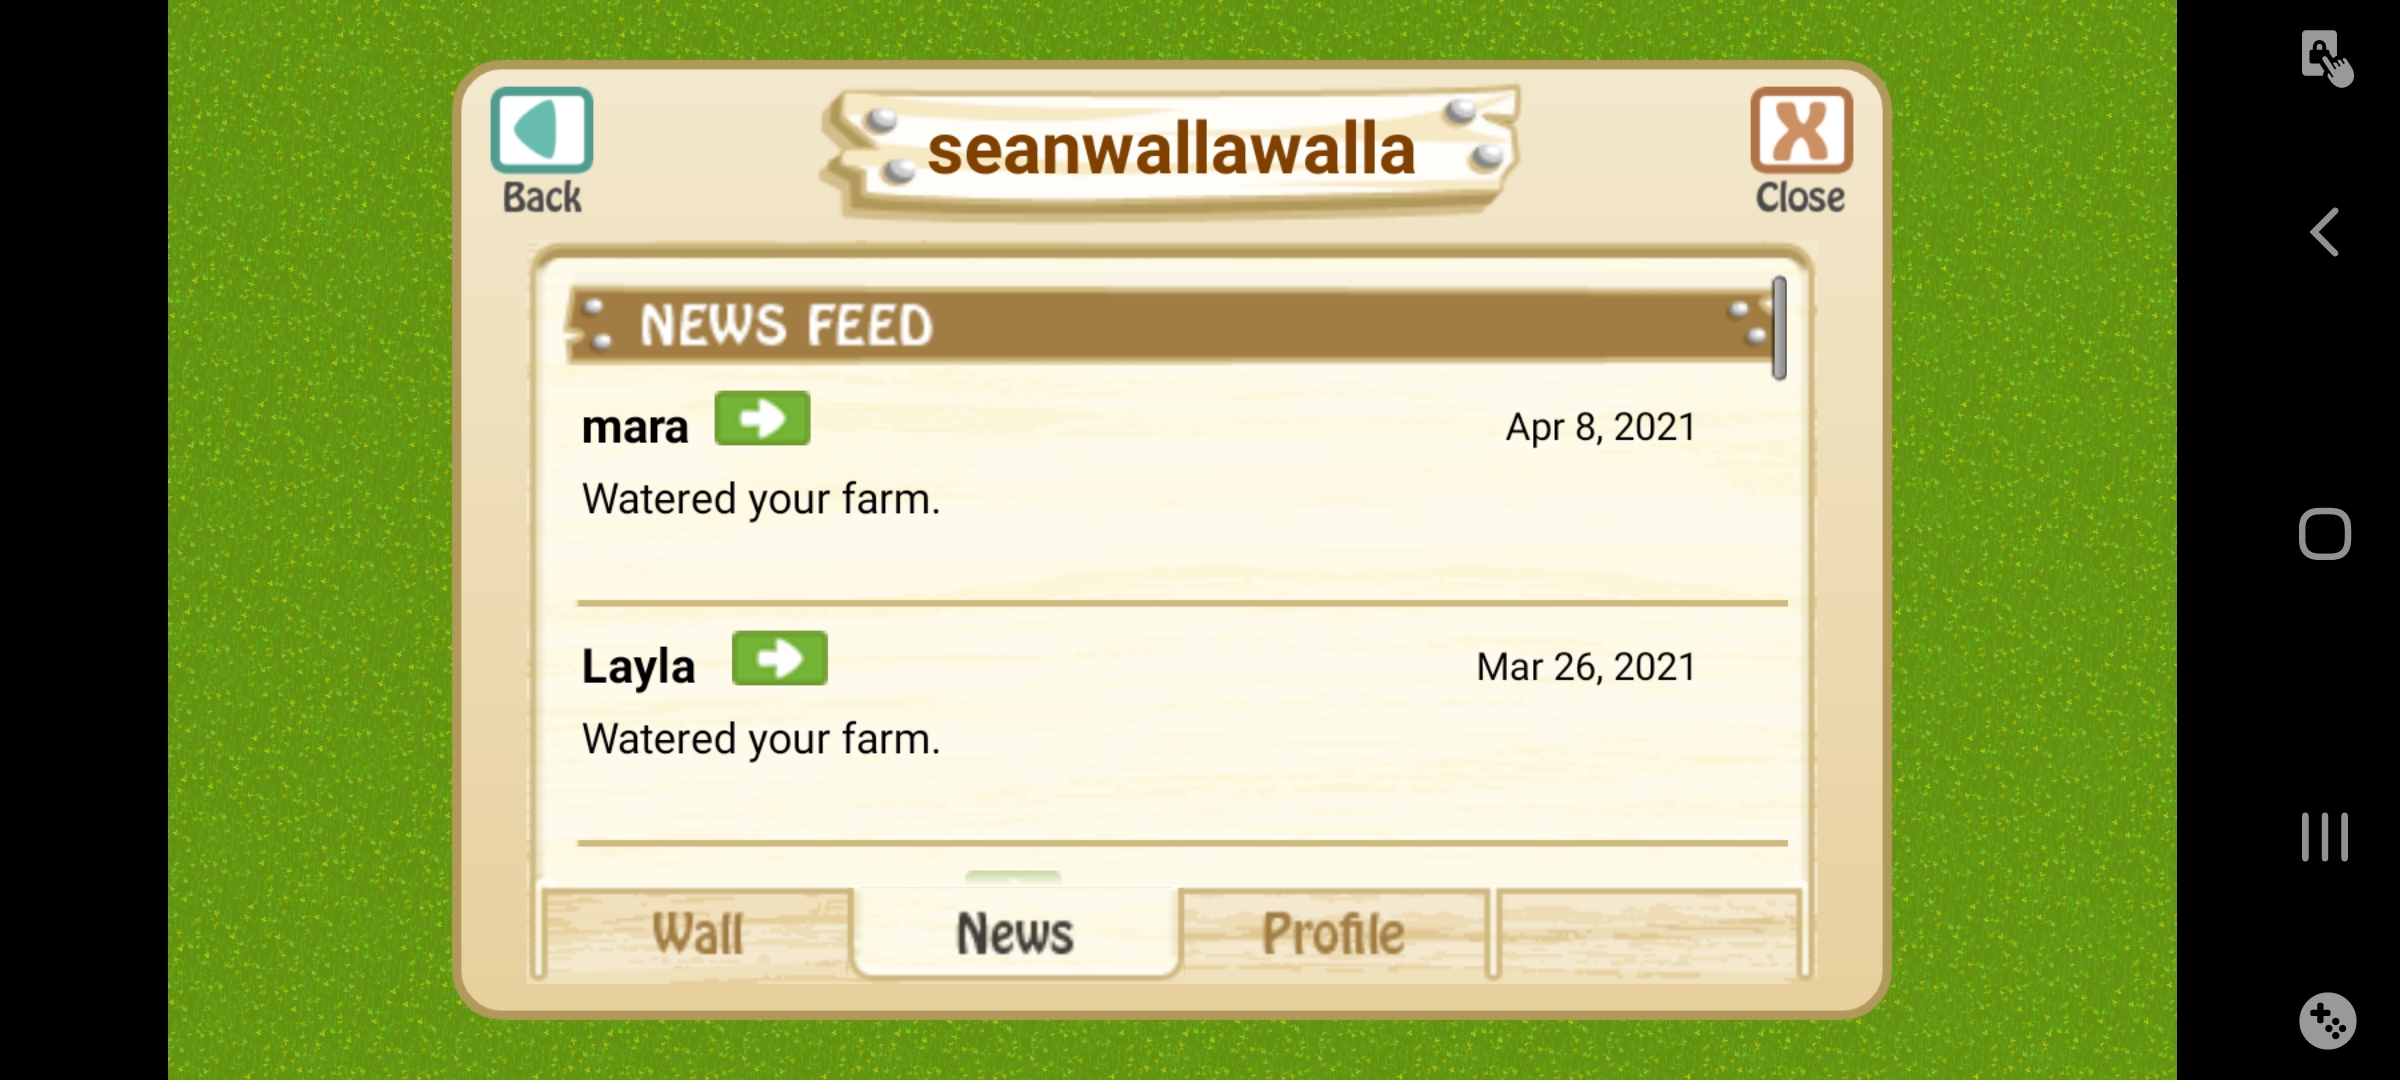 Back
seanwallawalla
Close
NEWS FEED
mara
Apr 8, 2021
Watered your farm.
Layla
Mar 26, 2021
Watered your farm.
Wall
News
Profile